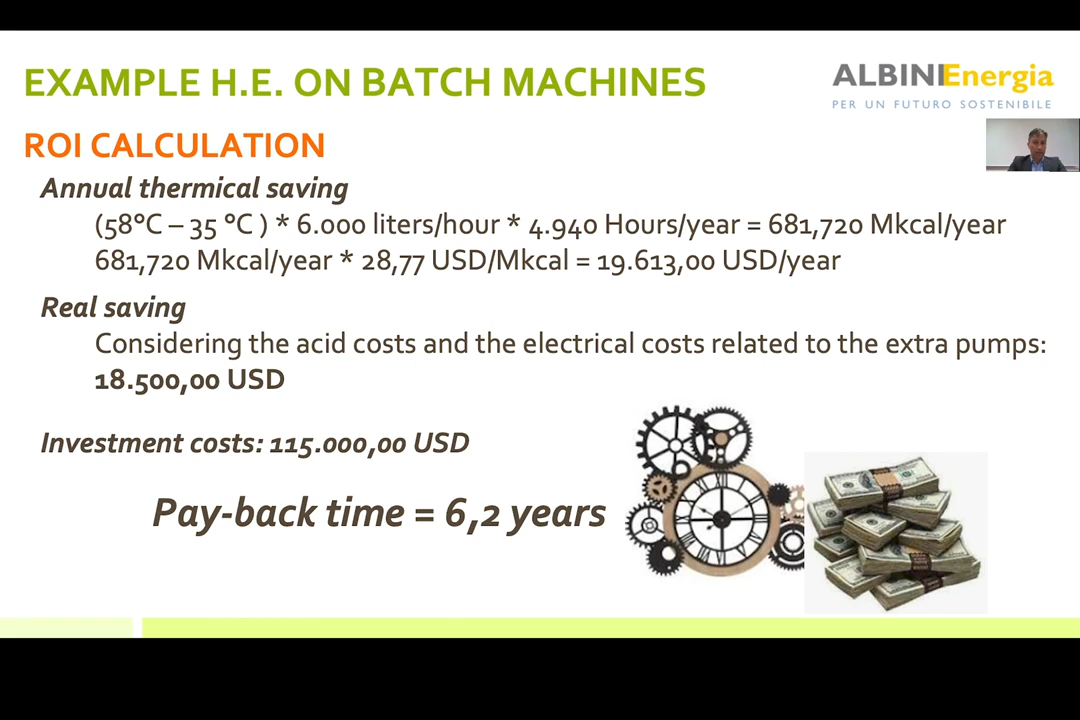 EXAMPLE H.E. ON BATCH MACHINES
ALBINIEnergia
PER UN FUTURO SOSTENIBILE
ROI CALCULATION
Annual thermical saving
(58°C – 35 °C ) * 6.000 liters/hour * 4.940 Hours/year = 681,720 Mkcal/year
681,720 Mkcal/year * 28,77 USD/Mkcal = 19.613,00 USD/year
Real saving
Considering the acid costs and the electrical costs related to the extra pumps:
18.500,00 USD
Investment costs: 115.000,00 USD
Pay-back time = 6,2 years